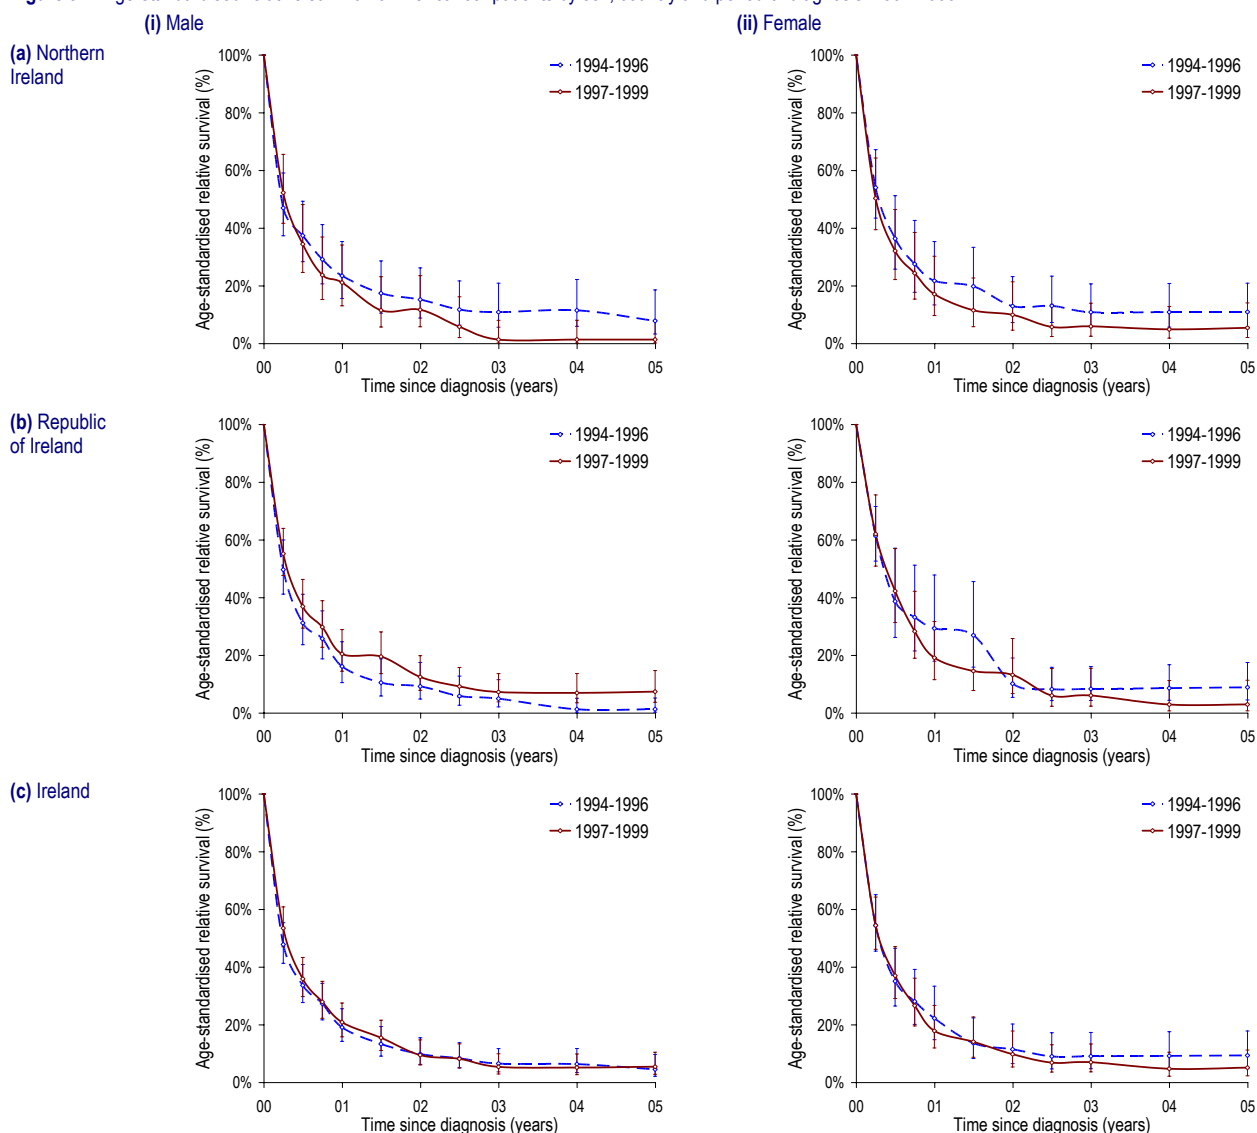 (i) Male
(ii) Female
(a) Northern
Ireland
Age-standardised relative survival (%)
100%
80%
60%
40%
20%
0%
00 01 02 03 04 05
Time since diagnosis (years)
1994-1996
1997-1999
Age-standardised relative survival (%)
100%
80%
60%
40%
20%
0%
00 01 02 03 04 05
Time since diagnosis (years)
1994-1996
1997-1999
(b) Republic
of Ireland
Age-standardised relative survival (%)
100%
80%
60%
40%
20%
0%
00 01 02 03 04 05
Time since diagnosis (years)
1994-1996
1997-1999
Age-standardised relative survival (%)
100%
80%
60%
40%
20%
0%
00 01 02 03 04 05
Time since diagnosis (years)
1994-1996
1997-1999
(c) Ireland
Age-standardised relative survival (%)
100%
80%
60%
40%
20%
0%
00 01 02 03 04 05
Time since diagnosis (years)
1994-1996
1997-1999
Age-standardised relative survival (%)
100%
80%
60%
40%
20%
0%
00 01 02 03 04 05
Time since diagnosis (years)
1994-1996
1997-1999